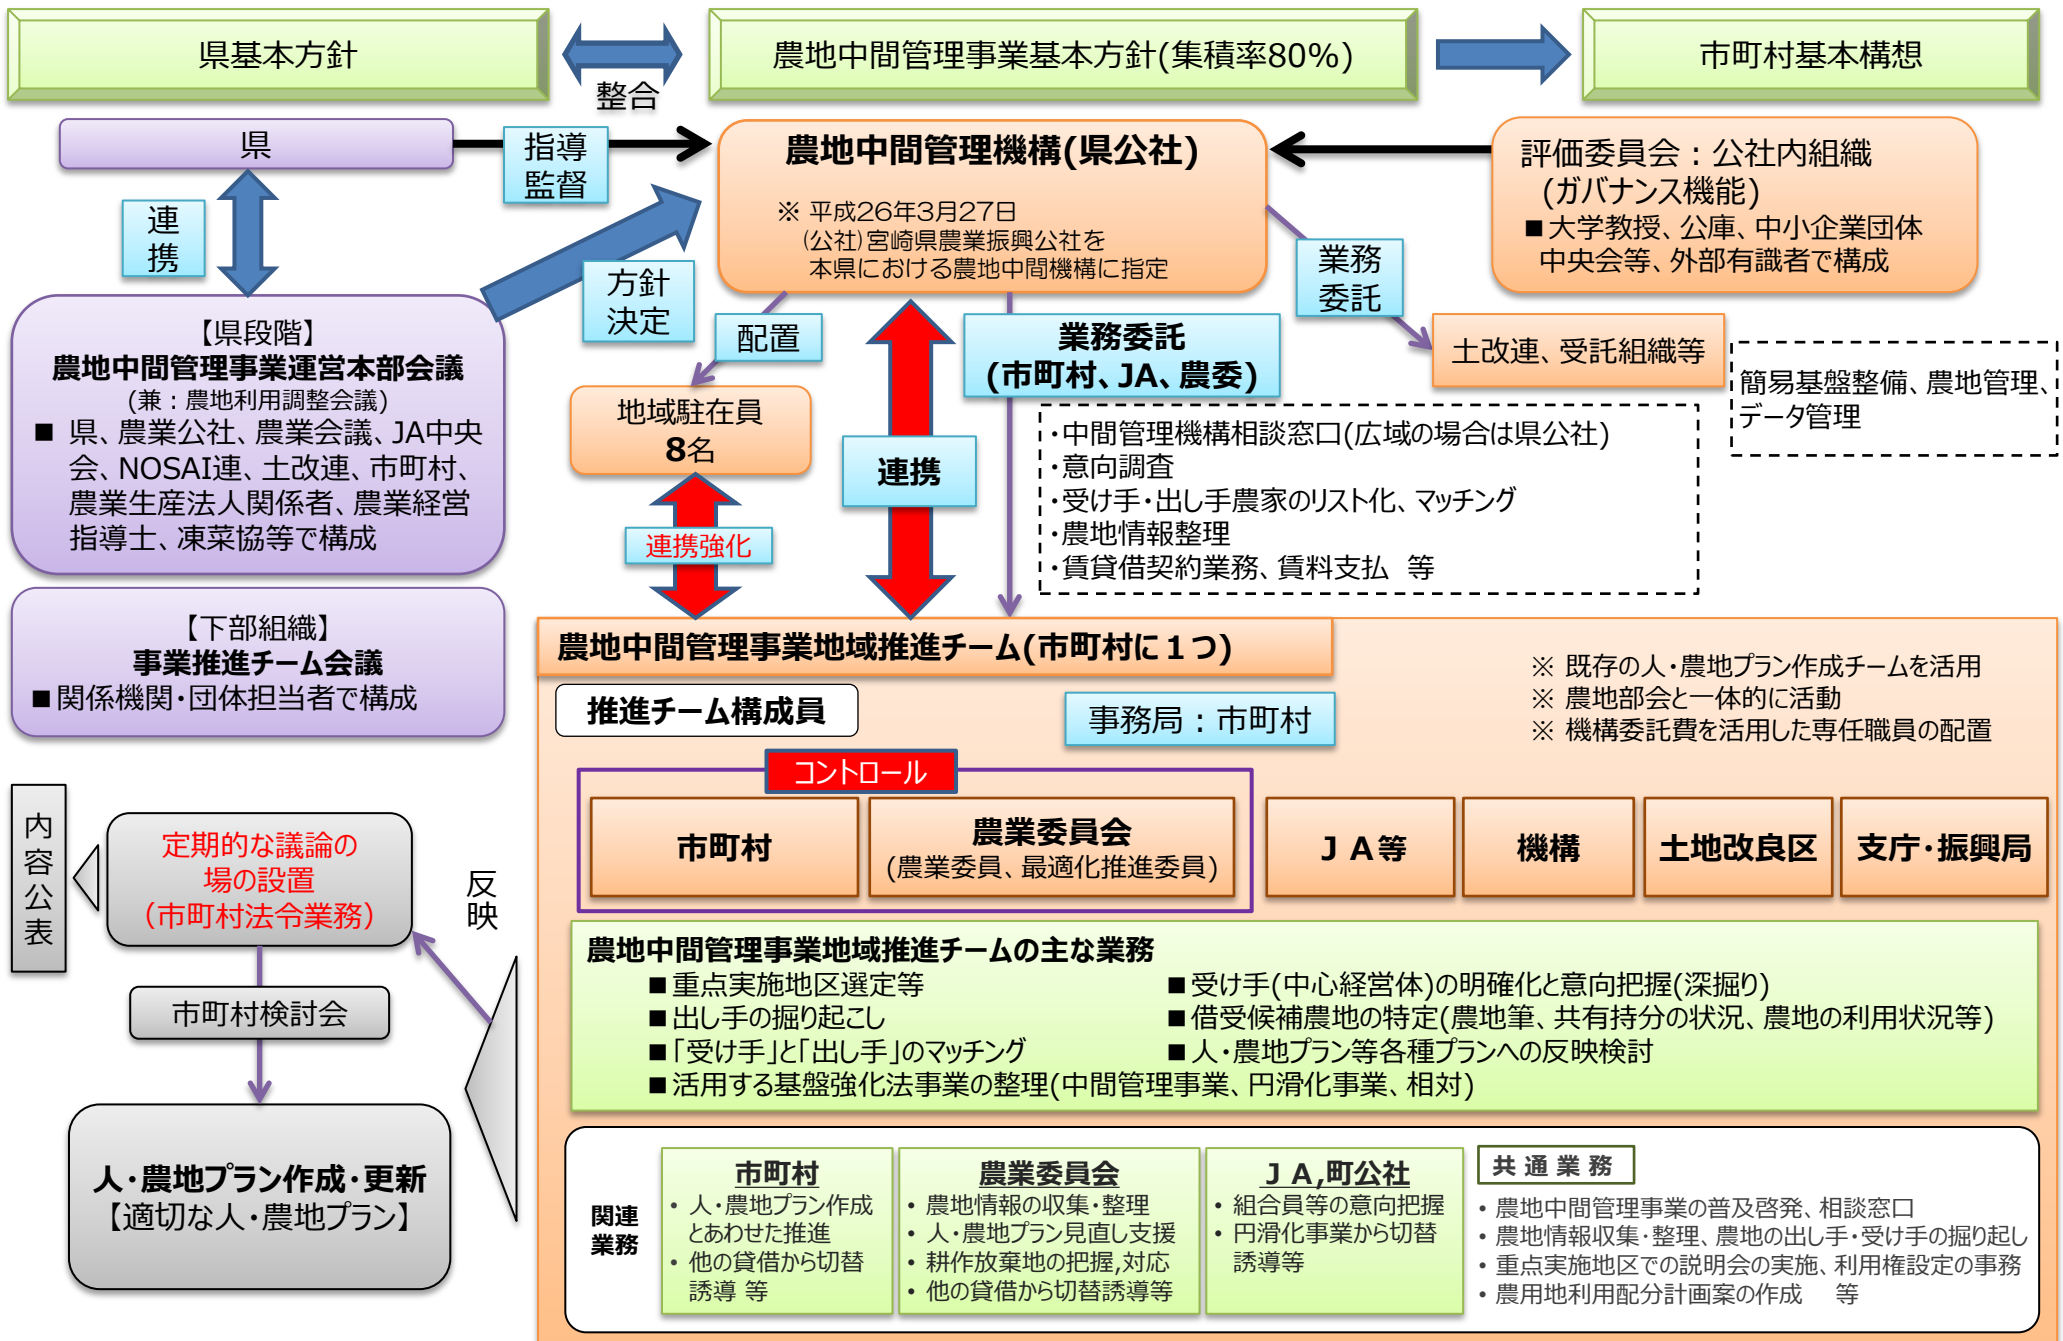 県基本方針
整合
農地中間管理事業基本方針(集積率80%)
市町村基本構想
県
指導
監督
農地中間管理機構(県公社)
※ 平成26年3月27日
(公社)宮崎県農業振興公社を
本県における農地中間機構に指定
評価委員会：公社内組織
(ガバナンス機能)
■大学教授、公庫、中小企業団体
中央会等、外部有識者で構成
連
携
方針
決定
配置
業務
委託
業務委託
(市町村、JA、農委)
土改連、受託組織等
簡易基盤整備、農地管理、
データ管理
【県段階】
農地中間管理事業運営本部会議
(兼：農地利用調整会議)
■ 県、農業公社、農業会議、JA中央
会、NOSAI連、土改連、市町村、
農業生産法人関係者、農業経営
指導士、凍菜協等で構成
地域駐在員
8名
連携
連携強化
・中間管理機構相談窓口(広域の場合は県公社)
・意向調査
・受け手・出し手農家のリスト化、マッチング
・農地情報整理
・賃貸借契約業務、賃料支払 等
【下部組織】
事業推進チーム会議
■関係機関・団体担当者で構成
農地中間管理事業地域推進チーム(市町村に１つ)
推進チーム構成員
事務局：市町村
※ 既存の人・農地プラン作成チームを活用
※ 農地部会と一体的に活動
※ 機構委託費を活用した専任職員の配置
コントロール
市町村
農業委員会
(農業委員、最適化推進委員)
ＪＡ等
機構
土地改良区
支庁・振興局
内
容
公
表
定期的な議論の
場の設置
（市町村法令業務）
反
映
市町村検討会
人・農地プラン作成・更新
【適切な人・農地プラン】
農地中間管理事業地域推進チームの主な業務
■重点実施地区選定等
■受け手(中心経営体)の明確化と意向把握(深掘り)
■出し手の掘り起こし
■借受候補農地の特定(農地筆、共有持分の状況、農地の利用状況等)
■「受け手」と「出し手」のマッチング
■人・農地プラン等各種プランへの反映検討
■活用する基盤強化法事業の整理(中間管理事業、円滑化事業、相対)
関連
業務
市町村
• 人・農地プラン作成
とあわせた推進
• 他の貸借から切替
誘導 等
農業委員会
• 農地情報の収集・整理
• 人・農地プラン見直し支援
• 耕作放棄地の把握,対応
• 他の貸借から切替誘導等
ＪＡ,町公社
• 組合員等の意向把握
• 円滑化事業から切替
誘導等
共通業務
• 農地中間管理事業の普及啓発、相談窓口
• 農地情報収集・整理、農地の出し手・受け手の掘り起し
• 重点実施地区での説明会の実施、利用権設定の事務
• 農用地利用配分計画案の作成 等